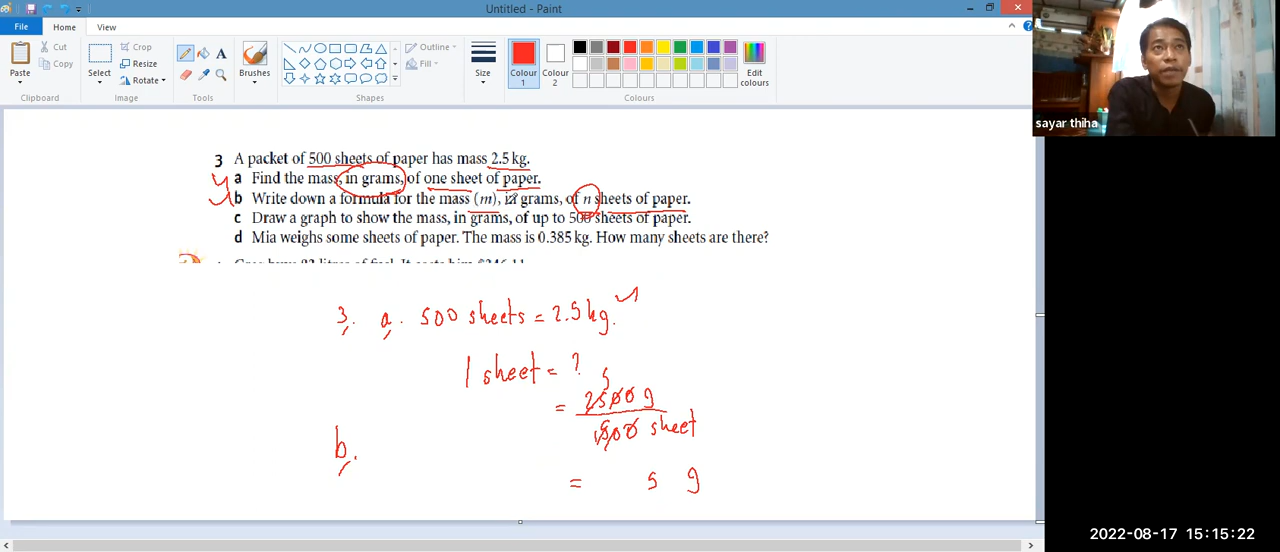 Untitled - Paint
File Home View
Paste Cut Copy Select Crop Resize Rotate A Brushes Outline Fill Size Colour 1 Colour 2 Edit colours
Clipboard Image Tools Shapes Colours
sayar thiha
3 A packet of 500 sheets of paper has mass 2.5 kg.
a Find the mass, in grams, of one sheet of paper.
b Write down a formula for the mass (m), in grams, of n sheets of paper.
c Draw a graph to show the mass, in grams, of up to 500 sheets of paper.
d Mia weighs some sheets of paper. The mass is 0.385 kg. How many sheets are there?
3. a. 500 sheets = 2.5 kg.
1 sheet = ?
5
= 2500 g
1 500 sheet
b.
= 5 g
2022-08-17 15:15:22